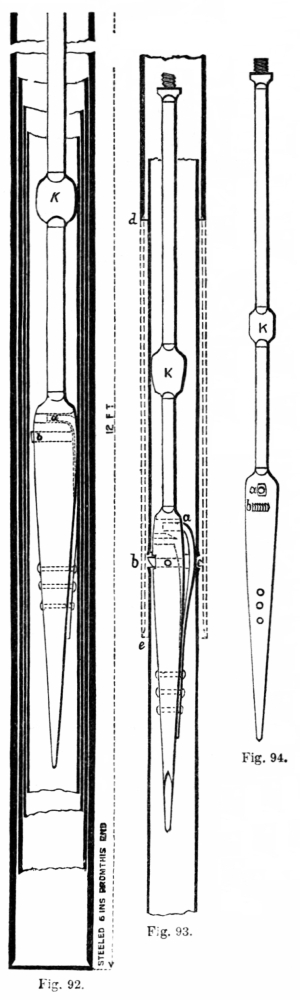 K
a
b
12 FT
STEELED 6 INS FROM THIS END
Fig. 92.
d
K
a
b
c
e
Fig. 93.
K
a
b
Fig. 94.